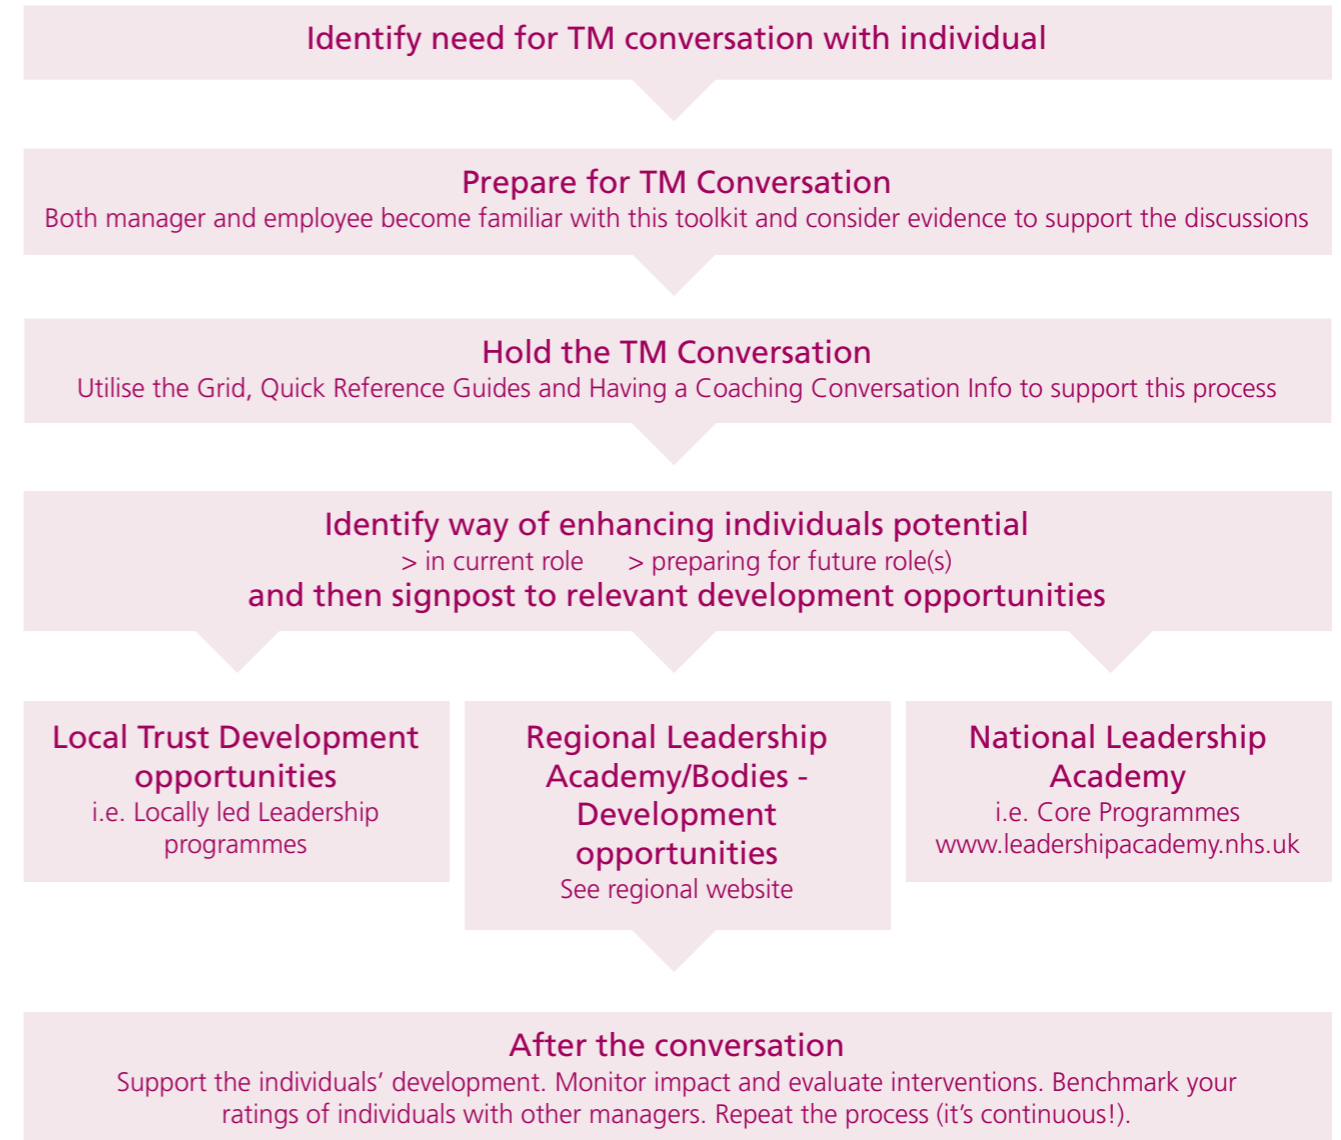 Identify need for TM conversation with individual
Prepare for TM Conversation
Both manager and employee become familiar with this toolkit and consider evidence to support the discussions
Hold the TM Conversation
Utilise the Grid, Quick Reference Guides and Having a Coaching Conversation Info to support this process
Identify way of enhancing individuals potential
> in current role > preparing for future role(s)
and then signpost to relevant development opportunities
Local Trust Development
opportunities
i.e. Locally led Leadership
programmes
Regional Leadership
Academy/Bodies -
Development
opportunities
See regional website
National Leadership
Academy
i.e. Core Programmes
www.leadershipacademy.nhs.uk
After the conversation
Support the individuals’ development. Monitor impact and evaluate interventions. Benchmark your
ratings of individuals with other managers. Repeat the process (it’s continuous!).